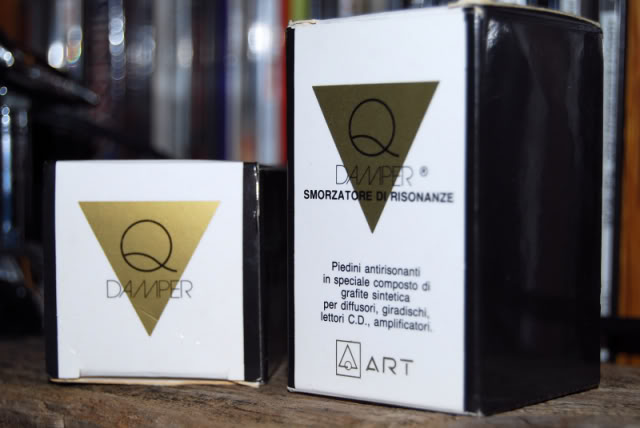 Q
DAMPER
Q
DAMPER ®
SMORZATORE DI RISONANZE
Piedini antirisonanti
in speciale composto di
grafite sintetica
per diffusori, giradischi,
lettori C.D., amplificatori.
ART